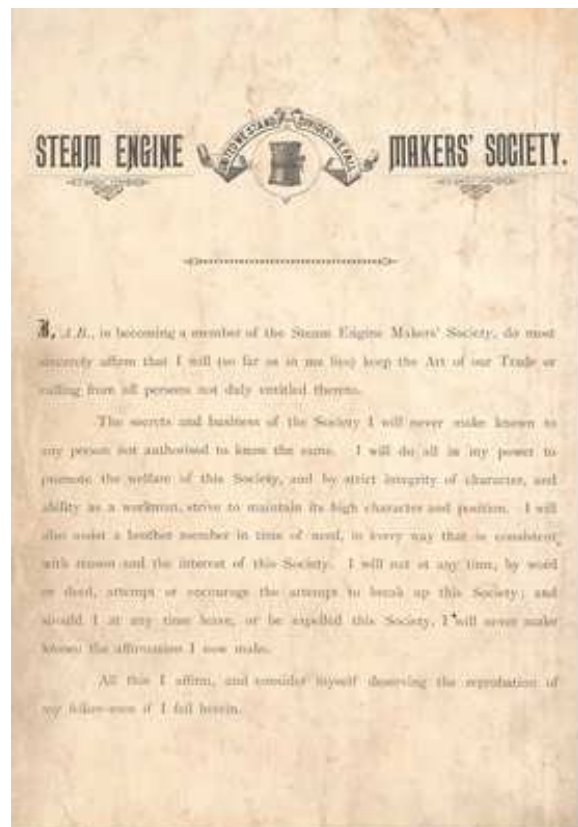 UNITED WE STAND DIVIDED WE FALL
STEAM ENGINE MAKERS' SOCIETY.
I, A.B., in becoming a member of the Steam Engine Makers' Society, do most
sincerely affirm that I will (so far as in me lies) keep the Art of our Trade or
calling from all persons not duly entitled thereto.
The secrets and business of the Society I will never make known to
any person not authorised to know the same. I will do all in my power to
promote the welfare of this Society, and by strict integrity of character, and
ability as a workman, strive to maintain its high character and position. I will
also assist a brother member in time of need, in every way that is consistent
with reason and the interest of this Society. I will not at any time, by word
or deed, attempt or encourage the attempt to break up this Society; and
should I at any time leave, or be expelled this Society, I will never make
known the affirmation I now make.
All this I affirm, and consider myself deserving the reprobation of
my fellow-men if I fail herein.